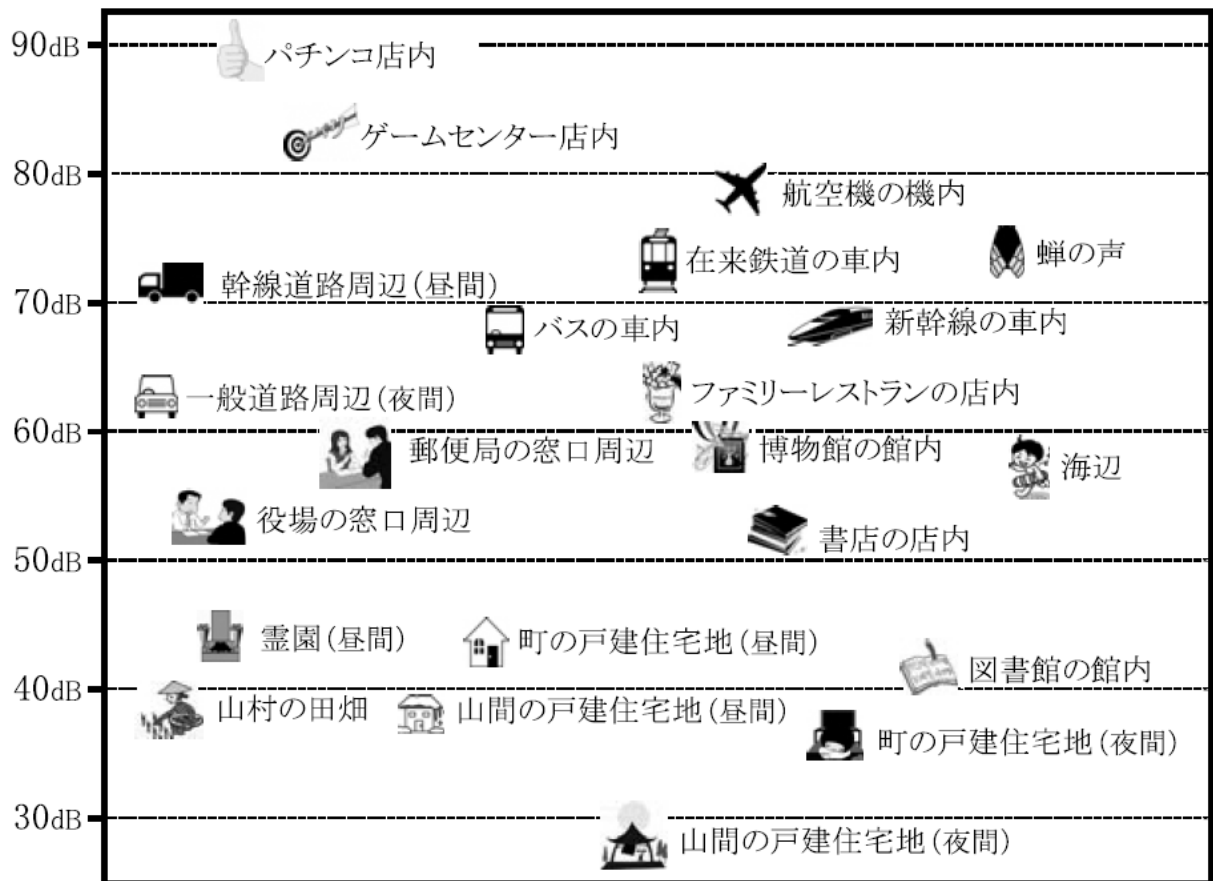 90dB
パチンコ店内
ゲームセンター店内
80dB
航空機の機内
在来鉄道の車内
蝉の声
幹線道路周辺(昼間)
70dB
バスの車内
新幹線の車内
一般道路周辺(夜間)
ファミリーレストランの店内
60dB
郵便局の窓口周辺
博物館の館内
海辺
役場の窓口周辺
書店の店内
50dB
霊園(昼間)
町の戸建住宅地(昼間)
図書館の館内
40dB
山村の田畑
山間の戸建住宅地(昼間)
町の戸建住宅地(夜間)
30dB
山間の戸建住宅地(夜間)